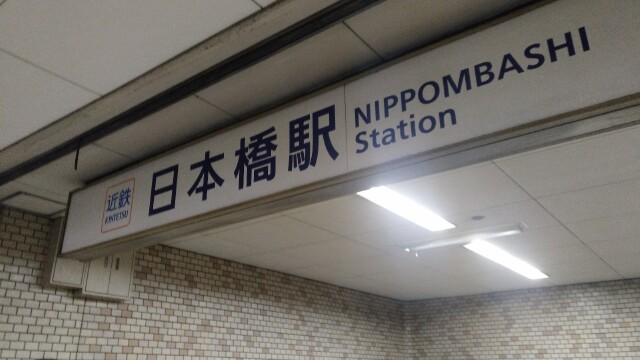 近鉄
KINTETSU
日本橋駅
NIPPOMBASHI
Station